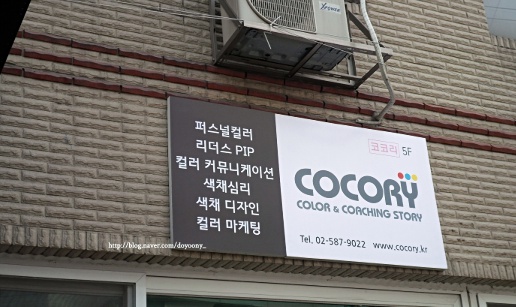 퍼스널컬러
리더스 PIP
컬러 커뮤니케이션
색채심리
색채 디자인
컬러 마케팅
코코리 5F
COCORY
COLOR & COACHING STORY
Tel. 02-587-9022 www.cocory.kr
http://blog.naver.com/doyoony_